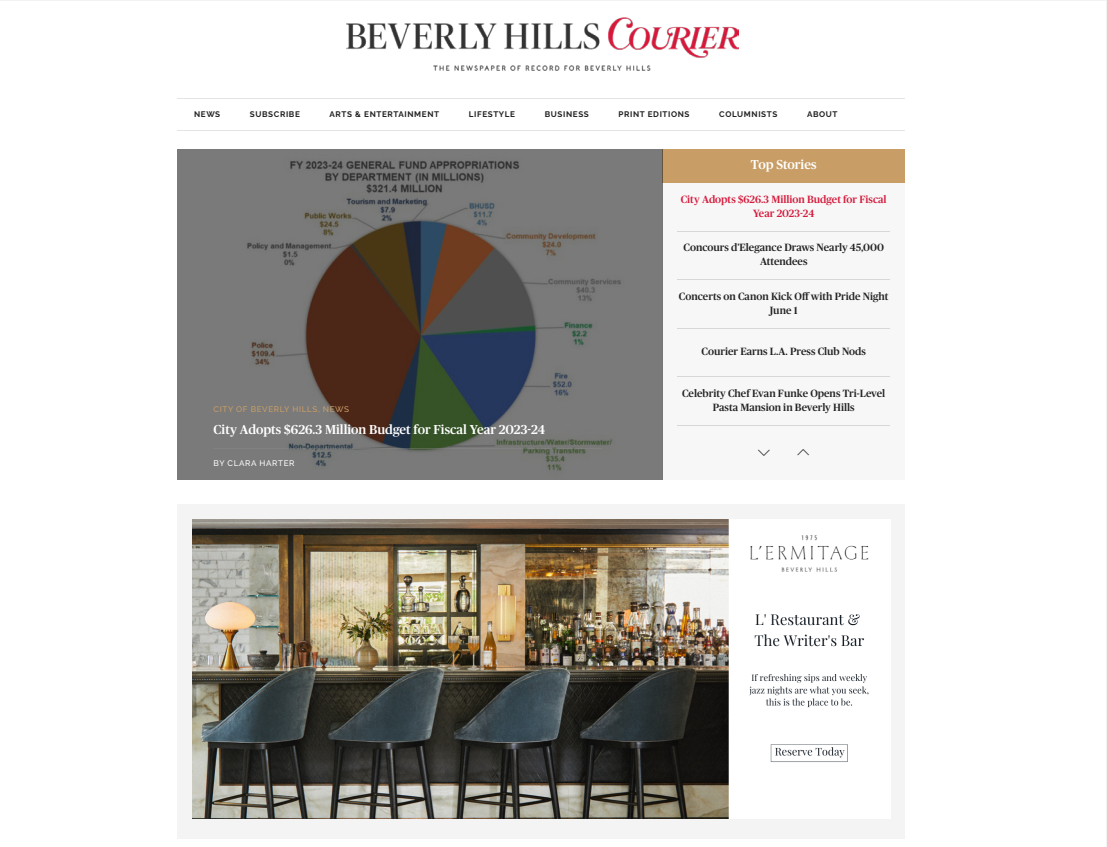 BEVERLY HILLS COURIER
THE NEWSPAPER OF RECORD FOR BEVERLY HILLS
NEWS
SUBSCRIBE
ARTS & ENTERTAINMENT
LIFESTYLE
BUSINESS
PRINT EDITIONS
COLUMNISTS
ABOUT
FY 2023-24 GENERAL FUND APPROPRIATIONS
BY DEPARTMENT (IN MILLIONS)
$321.4 MILLION
Tourism and Marketing
$7.9
2%
BHUSD
$11.7
4%
Public Works
$24.5
8%
Community Development
$24.0
7%
Policy and Management
$1.5
0%
Community Services
$40.3
13%
Finance
$2.2
1%
Police
$109.4
34%
Fire
$52.0
16%
CITY OF BEVERLY HILLS, NEWS
City Adopts $626.3 Million Budget for Fiscal Year 2023-24
Non-Departmental
$12.5
4%
Infrastructure/Water/Stormwater/
Parking Transfers
$35.4
11%
BY CLARA HARTER
Top Stories
City Adopts $626.3 Million Budget for Fiscal
Year 2023-24
Concours d'Elegance Draws Nearly 45,000
Attendees
Concerts on Canon Kick Off with Pride Night
June 1
Courier Earns L.A. Press Club Nods
Celebrity Chef Evan Funke Opens Tri-Level
Pasta Mansion in Beverly Hills
1975
L'ERMITAGE
BEVERLY HILLS
L' Restaurant &
The Writer's Bar
If refreshing sips and weekly
jazz nights are what you seek,
this is the place to be.
Reserve Today